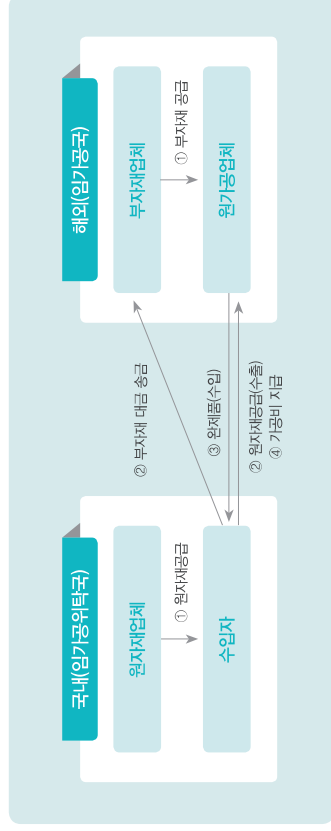 국내(임가공위탁국)
원자재업체
① 원자재공급
수입자
② 부자재 대금 송금
③ 완제품(수입)
② 원자재공급(수출)
④ 가공비 지급
해외(임가공국)
부자재업체
① 부자재 공급
원가공업체